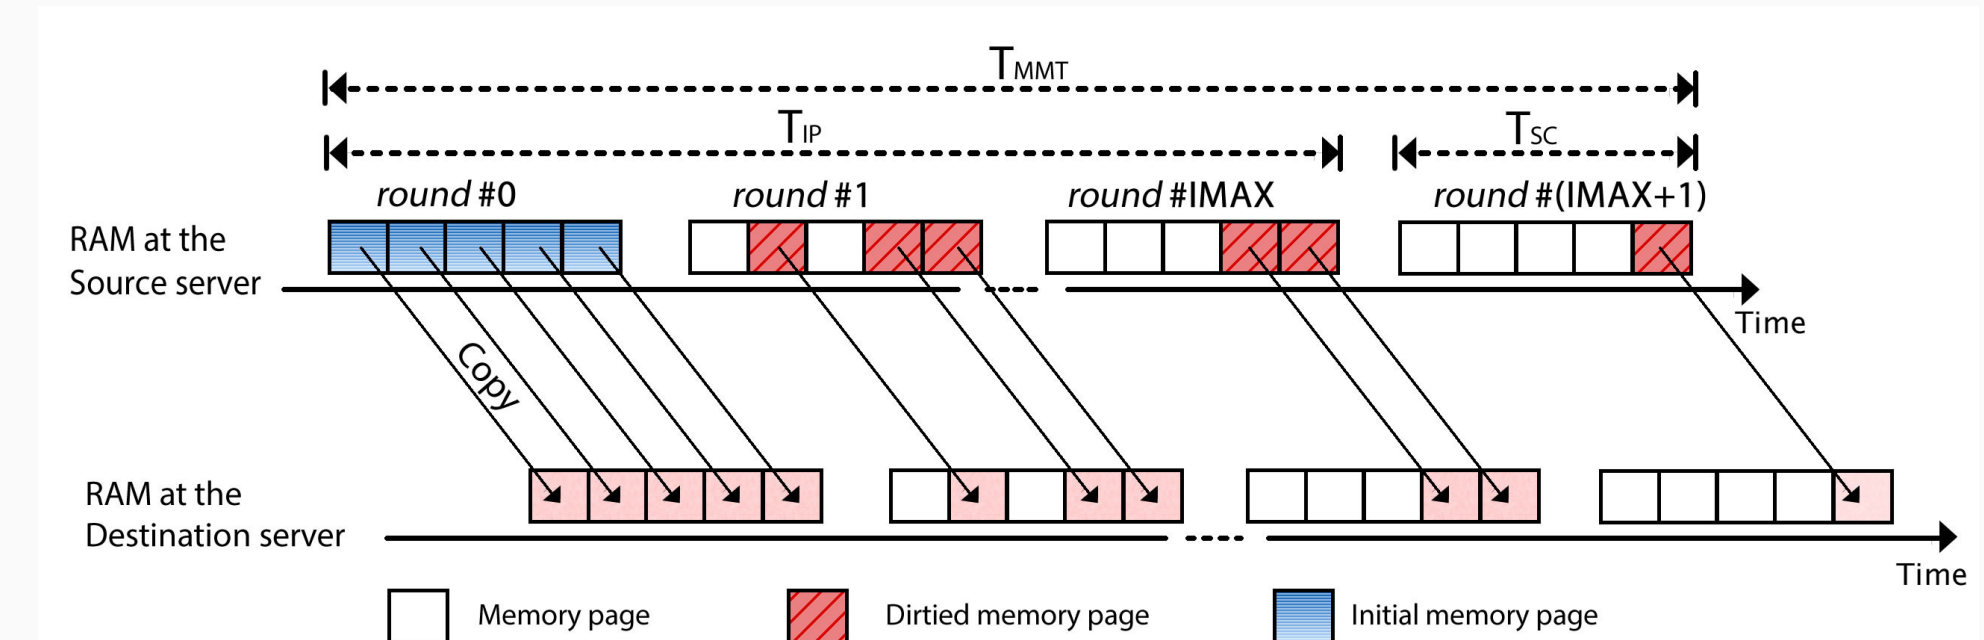 TMMT
TIP
TSC
round #0
round #1
round #IMAX
round #(IMAX+1)
RAM at the
Source server
Time
Copy
RAM at the
Destination server
Time
Memory page
Dirtied memory page
Initial memory page